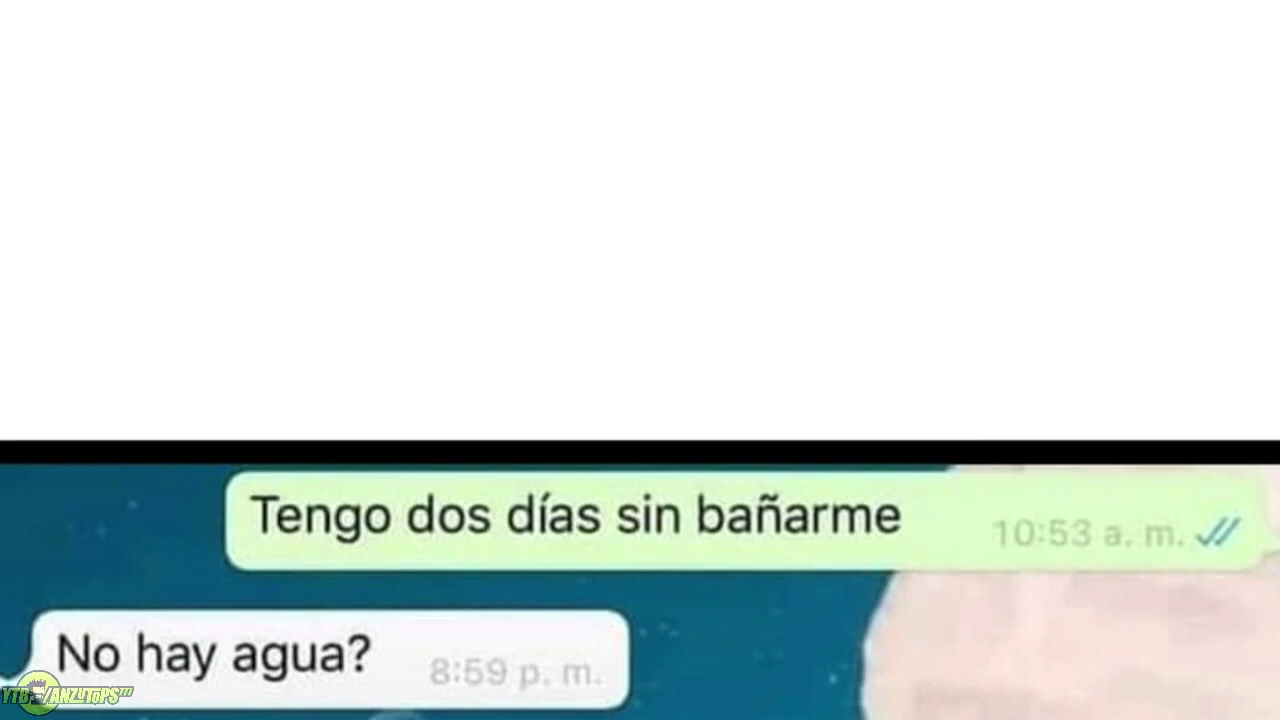 Tengo dos días sin bañarme
10:53 a. m.
No hay agua?
8:59 p. m.